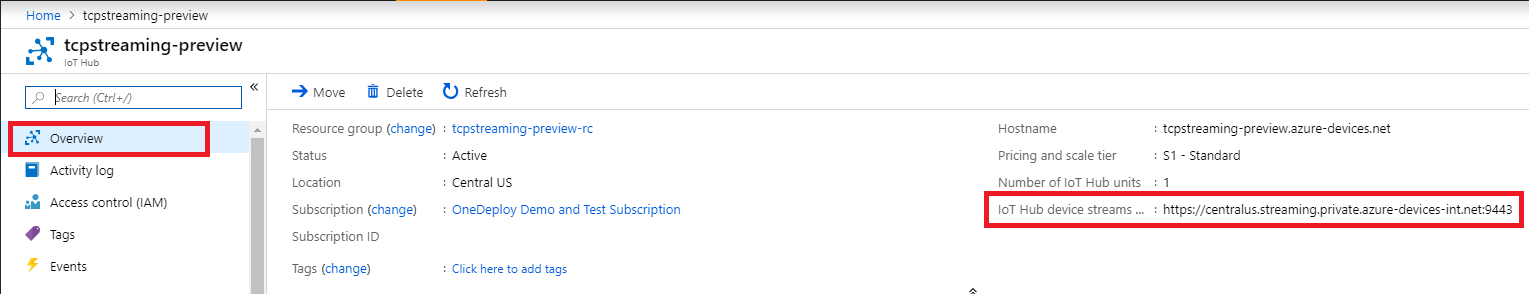 Home > tcpstreaming-preview
tcpstreaming-preview
IoT Hub
Search (Ctrl+/)
«
Overview
Activity log
Access control (IAM)
Tags
Events
Move Delete Refresh
Resource group (change) : tcpstreaming-preview-rc
Status : Active
Location : Central US
Subscription (change) : OneDeploy Demo and Test Subscription
Subscription ID
Tags (change) : Click here to add tags
Hostname : tcpstreaming-preview.azure-devices.net
Pricing and scale tier : S1 - Standard
Number of IoT Hub units : 1
IoT Hub device streams ... : https://centralus.streaming.private.azure-devices-int.net:9443